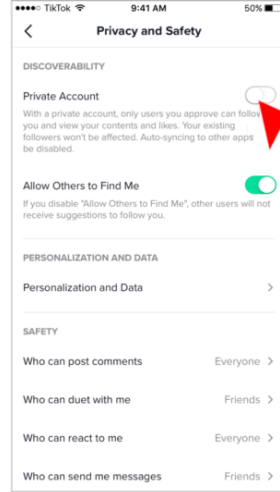 TikTok 9:41 AM 50%
Privacy and Safety
DISCOVERABILITY
Private Account
With a private account, only users you approve can follow
you and view your contents and likes. Your existing
followers won't be affected. Auto-syncing to other apps
be disabled.
Allow Others to Find Me
If you disable "Allow Others to Find Me", other users will not
receive suggestions to follow you.
PERSONALIZATION AND DATA
Personalization and Data
SAFETY
Who can post comments Everyone
Who can duet with me Friends
Who can react to me Everyone
Who can send me messages Friends